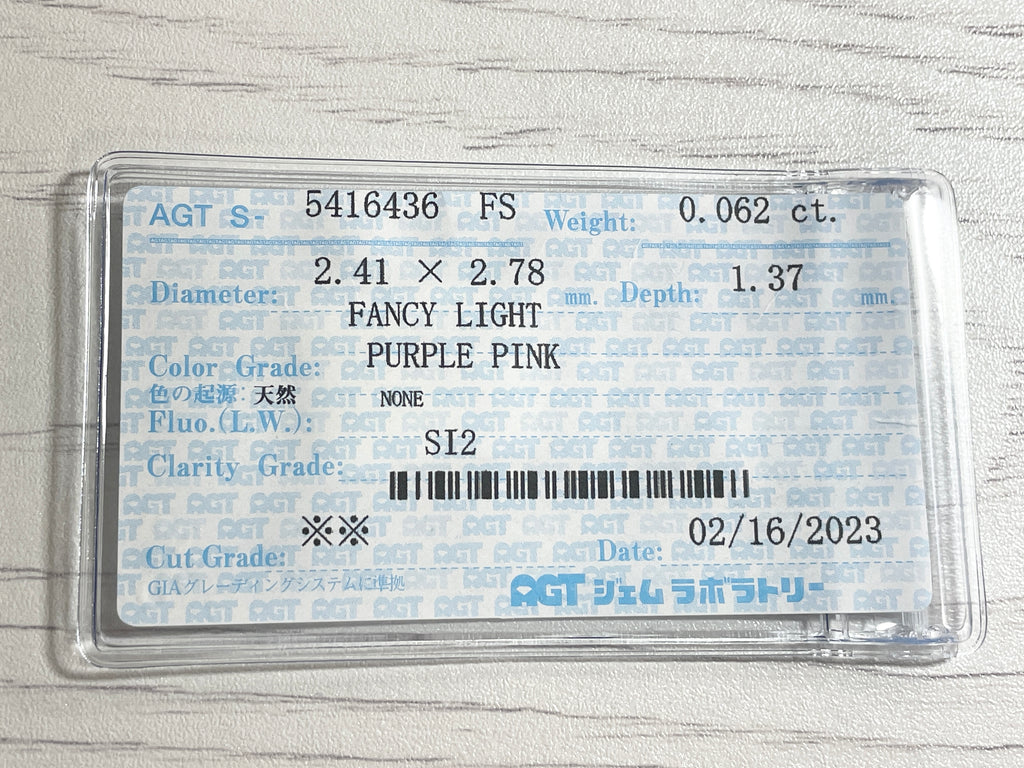 AGT S- 5416436 FS Weight: 0.062 ct.
Diameter: 2.41 × 2.78 mm. Depth: 1.37 mm.
FANCY LIGHT
Color Grade: PURPLE PINK
色の起源: 天然
Fluo.(L.W.): NONE
Clarity Grade: SI2
Cut Grade: ※※ Date: 02/16/2023
GIAグレーディングシステムに準拠 AGT ジェム ラボラトリー